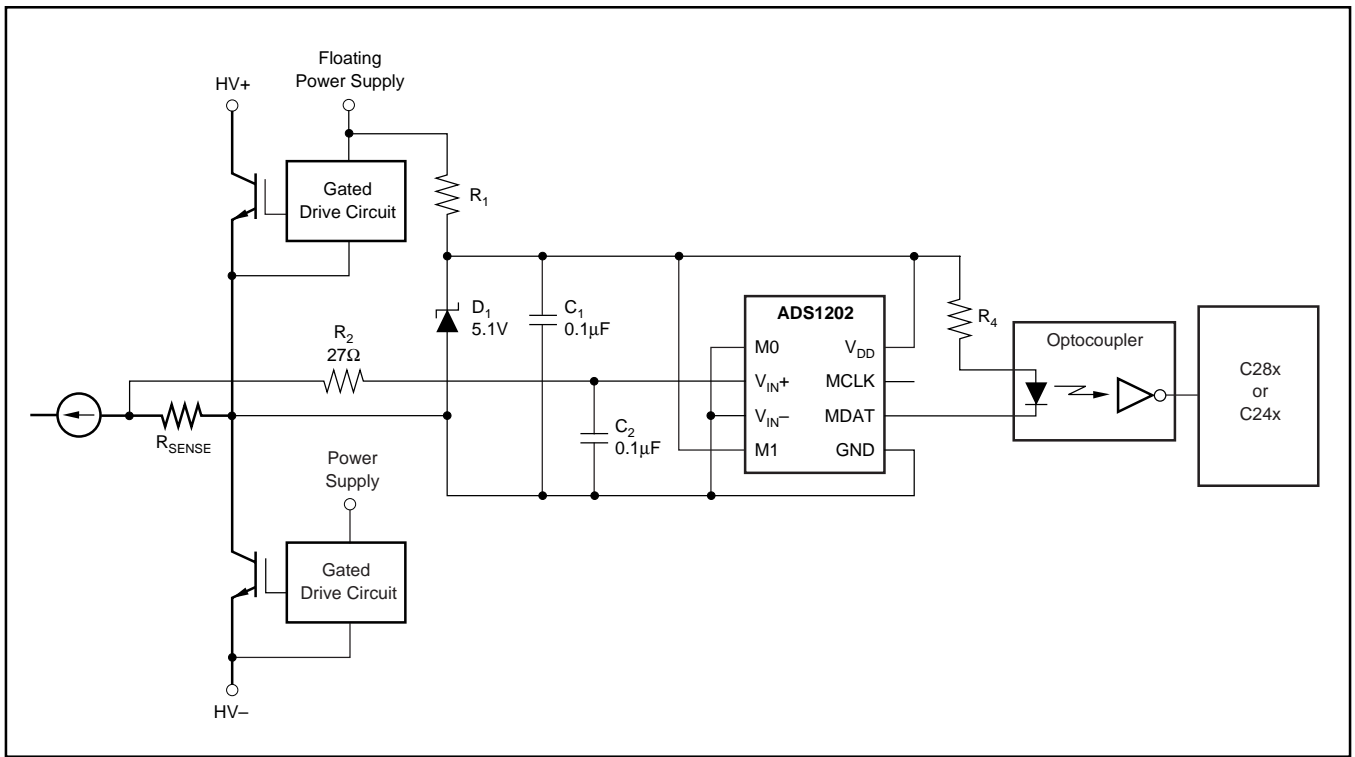 Floating
Power Supply
HV+
Gated
Drive Circuit
R1
D1
5.1V
C1
0.1μF
R2
27Ω
RSENSE
C2
0.1μF
ADS1202
M0
VDD
VIN+
MCLK
VIN–
MDAT
M1
GND
R4
Optocoupler
C28x
or
C24x
Power
Supply
Gated
Drive Circuit
HV–